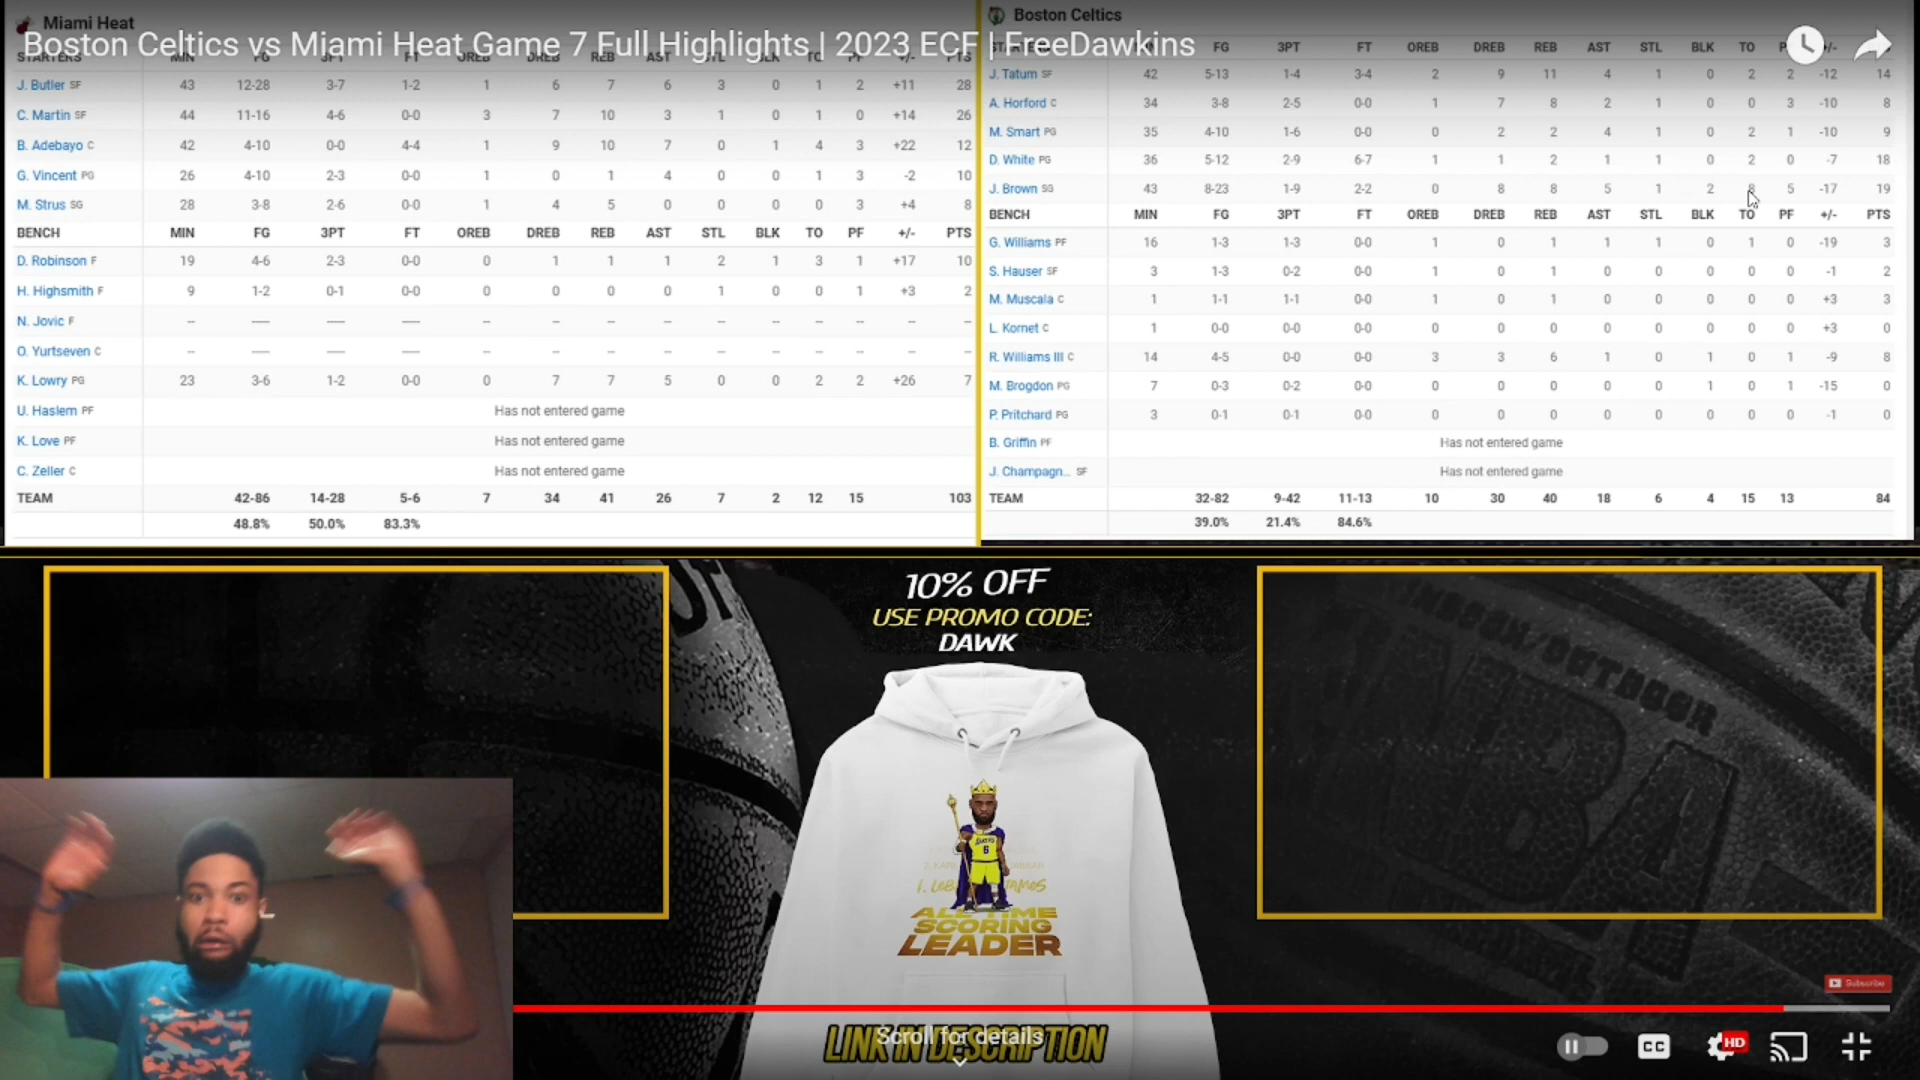 Miami Heat
Boston Celtics vs Miami Heat Game 7 Full Highlights | 2023 ECF | FreeDawkins
STARTERS MIN FG 3PT FT OREB DREB REB AST STL BLK TO PF +/- PTS
J. Butler SF 43 12-28 3-7 1-2 1 6 7 6 3 0 1 2 +11 28
C. Martin SF 44 11-16 4-6 0-0 3 7 10 3 1 0 1 0 +14 26
B. Adebayo C 42 4-10 0-0 4-4 1 9 10 7 0 1 4 3 +22 12
G. Vincent PG 26 4-10 2-3 0-0 1 0 1 4 0 0 1 3 -2 10
M. Strus SG 28 3-8 2-6 0-0 1 4 5 0 0 0 0 3 +4 8
BENCH MIN FG 3PT FT OREB DREB REB AST STL BLK TO PF +/- PTS
D. Robinson F 19 4-6 2-3 0-0 0 1 1 1 2 1 3 1 +17 10
H. Highsmith F 9 1-2 0-1 0-0 0 0 0 0 1 0 0 1 +3 2
N. Jovic F -- ---- ---- ---- -- -- -- -- -- -- -- -- -- --
O. Yurtseven C -- ---- ---- ---- -- -- -- -- -- -- -- -- -- --
K. Lowry PG 23 3-6 1-2 0-0 0 7 7 5 0 0 2 2 +26 7
U. Haslem PF Has not entered game
K. Love PF Has not entered game
C. Zeller C Has not entered game
TEAM 42-86 14-28 5-6 7 34 41 26 7 2 12 15 103
48.8% 50.0% 83.3%
Boston Celtics
FG 3PT FT OREB DREB REB AST STL BLK TO +/- PTS
J. Tatum SF 42 5-13 1-4 3-4 2 9 11 4 1 0 2 2 -12 14
A. Horford C 34 3-8 2-5 0-0 1 7 8 2 1 0 0 3 -10 8
M. Smart PG 35 4-10 1-6 0-0 0 2 2 4 1 0 2 1 -10 9
D. White PG 36 5-12 2-9 6-7 1 1 2 1 1 0 2 0 -7 18
J. Brown SG 43 8-23 1-9 2-2 0 8 8 5 1 2 8 5 -17 19
BENCH MIN FG 3PT FT OREB DREB REB AST STL BLK TO PF +/- PTS
G. Williams PF 16 1-3 1-3 0-0 1 0 1 1 1 0 1 0 -19 3
S. Hauser SF 3 1-3 0-2 0-0 1 0 1 0 0 0 0 0 -1 2
M. Muscala C 1 1-1 1-1 0-0 1 0 1 0 0 0 0 0 +3 3
L. Kornet C 1 0-0 0-0 0-0 0 0 0 0 0 0 0 0 +3 0
R. Williams III C 14 4-5 0-0 0-0 3 3 6 1 0 1 0 1 -9 8
M. Brogdon PG 7 0-3 0-2 0-0 0 0 0 0 0 1 0 1 -15 0
P. Pritchard PG 3 0-1 0-1 0-0 0 0 0 0 0 0 0 0 -1 0
B. Griffin PF Has not entered game
J. Champagn... SF Has not entered game
TEAM 32-82 9-42 11-13 10 30 40 18 6 4 15 13 84
39.0% 21.4% 84.6%
10% OFF
USE PROMO CODE:
DAWK
LAKERS
6
ALL TIME
SCORING
LEADER
Subscribe
LINK IN DESCRIPTION
Scroll for details
CC
HD